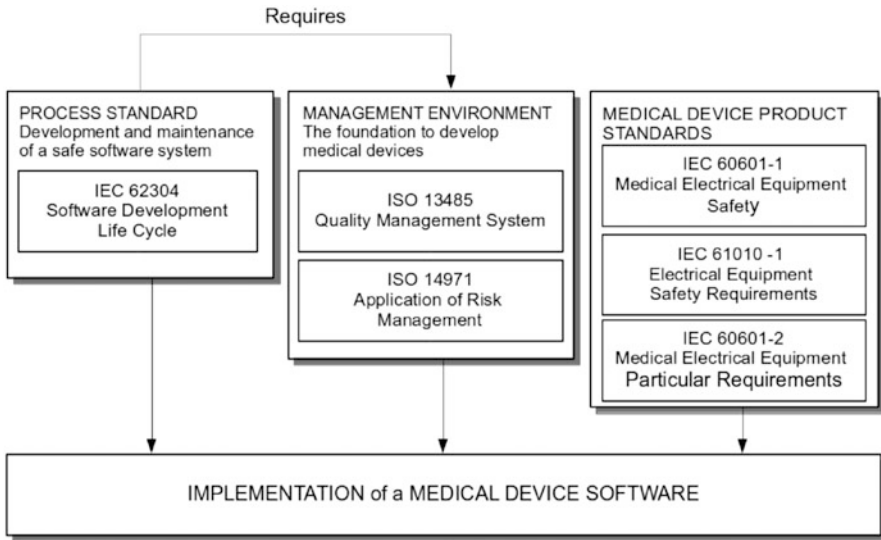 Requires
PROCESS STANDARD
Development and maintenance
of a safe software system
IEC 62304
Software Development
Life Cycle
MANAGEMENT ENVIRONMENT
The foundation to develop
medical devices
ISO 13485
Quality Management System
ISO 14971
Application of Risk
Management
MEDICAL DEVICE PRODUCT
STANDARDS
IEC 60601-1
Medical Electrical Equipment
Safety
IEC 61010 -1
Electrical Equipment
Safety Requirements
IEC 60601-2
Medical Electrical Equipment
Particular Requirements
IMPLEMENTATION of a MEDICAL DEVICE SOFTWARE